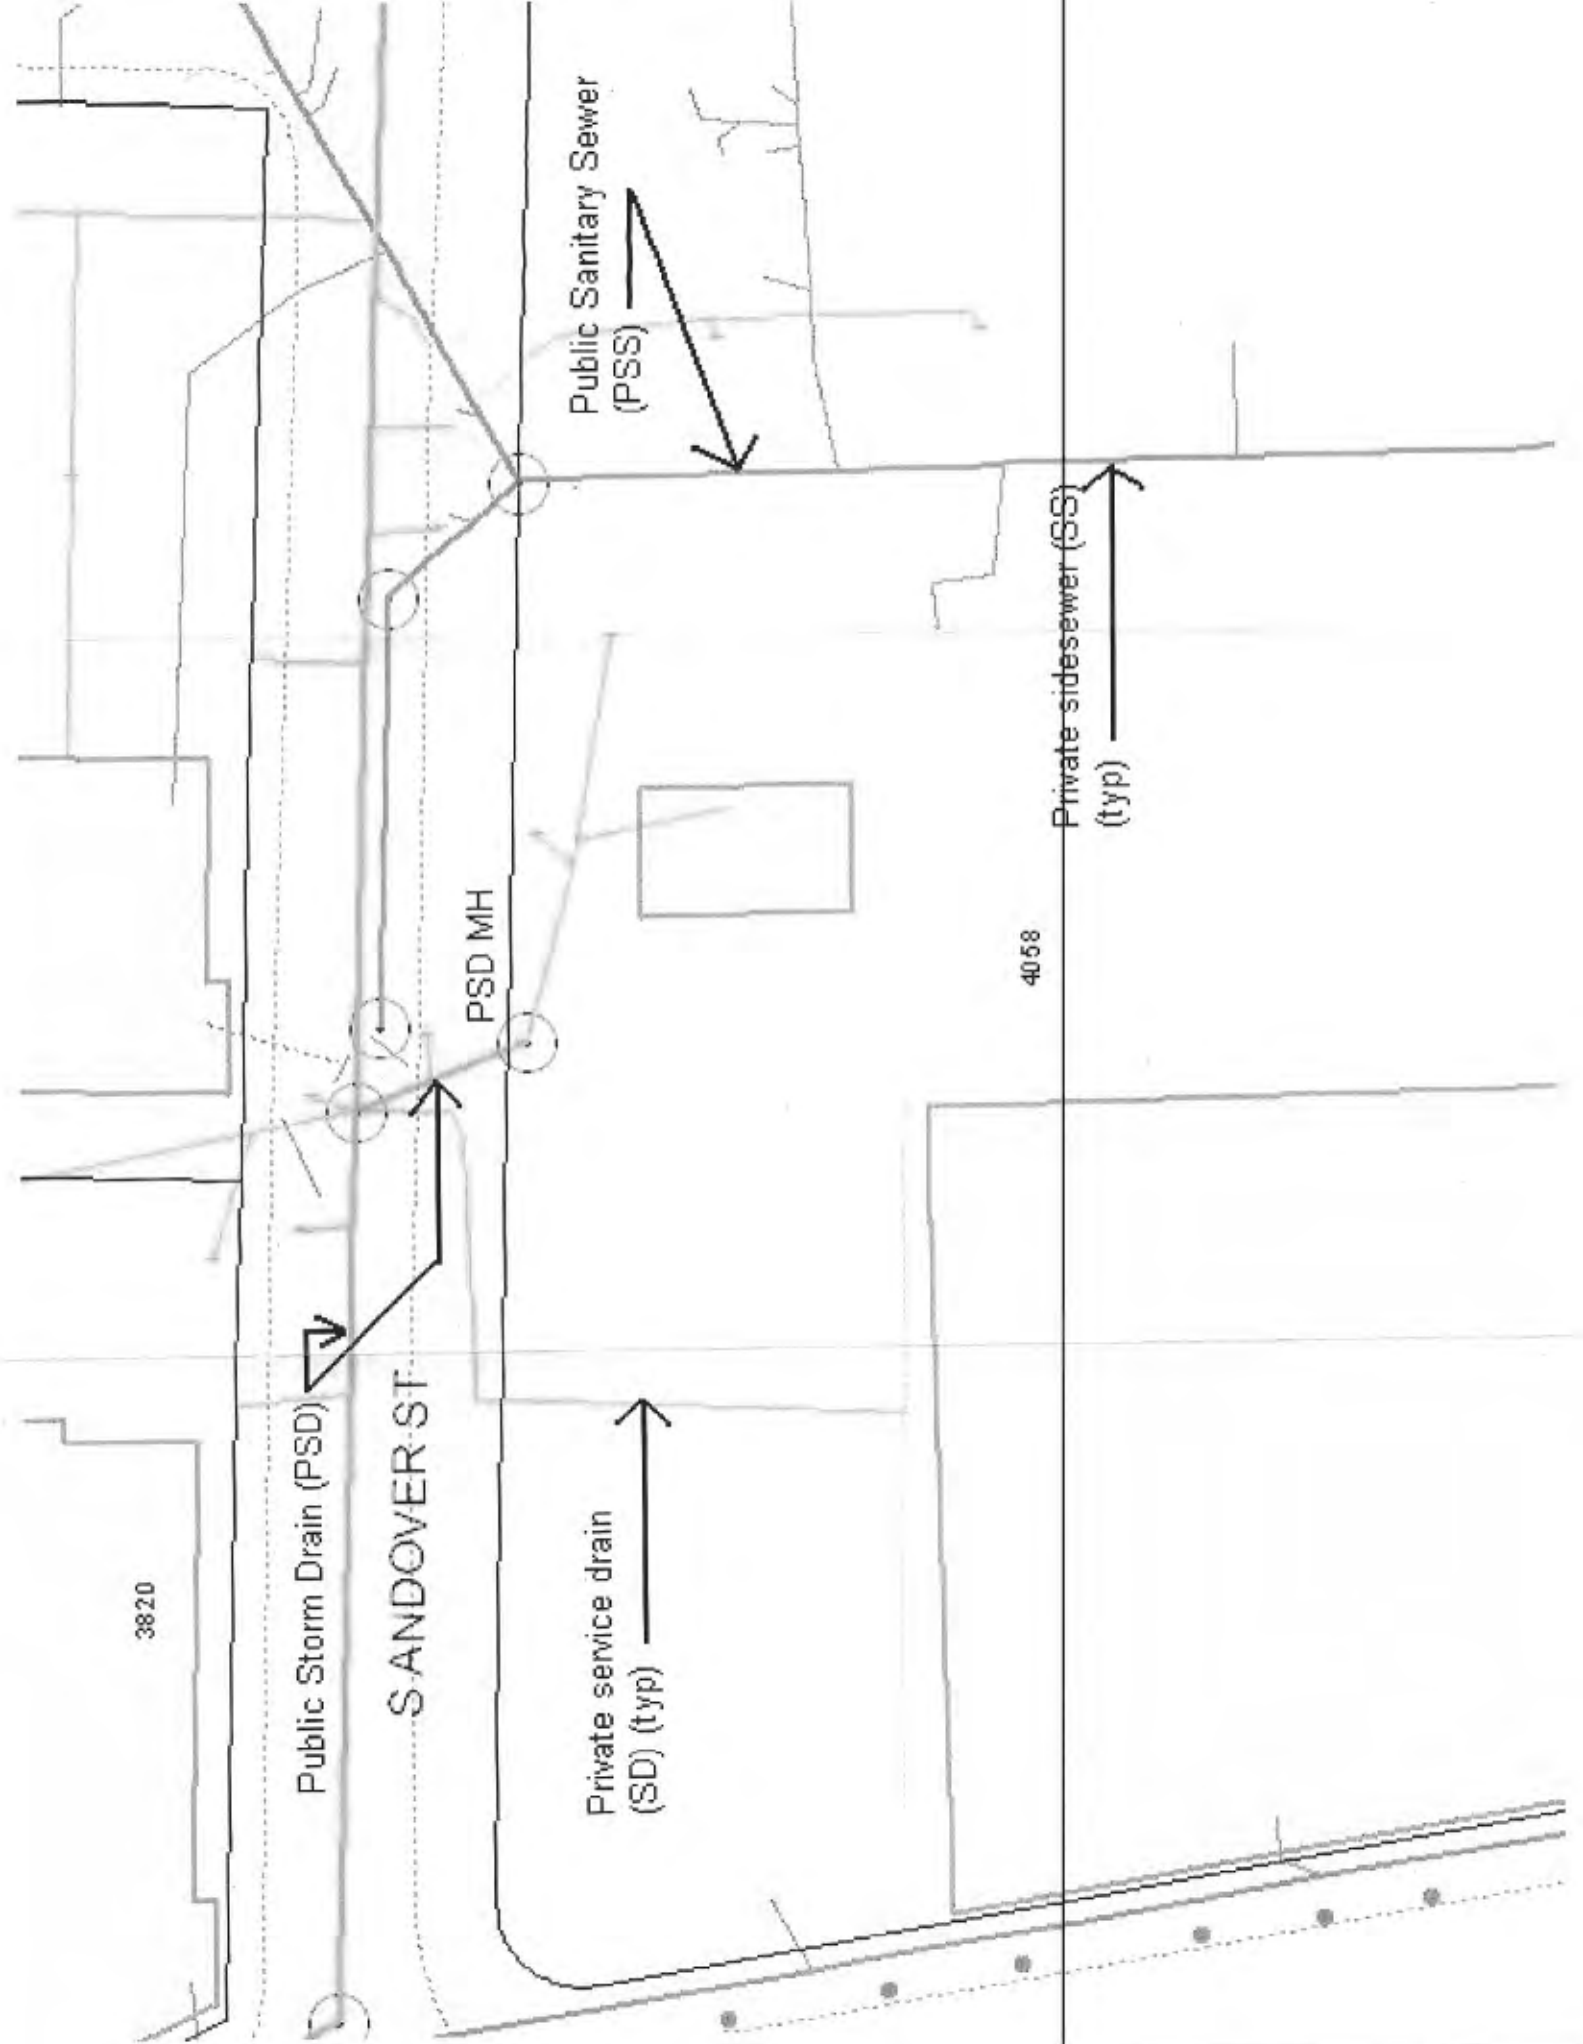 3820
Public Storm Drain (PSD)
S ANDOVER ST
PSD MH
Public Sanitary Sewer
(PSS)
Private service drain
(SD) (typ)
4058
Private sidesewer (SS)
(typ)